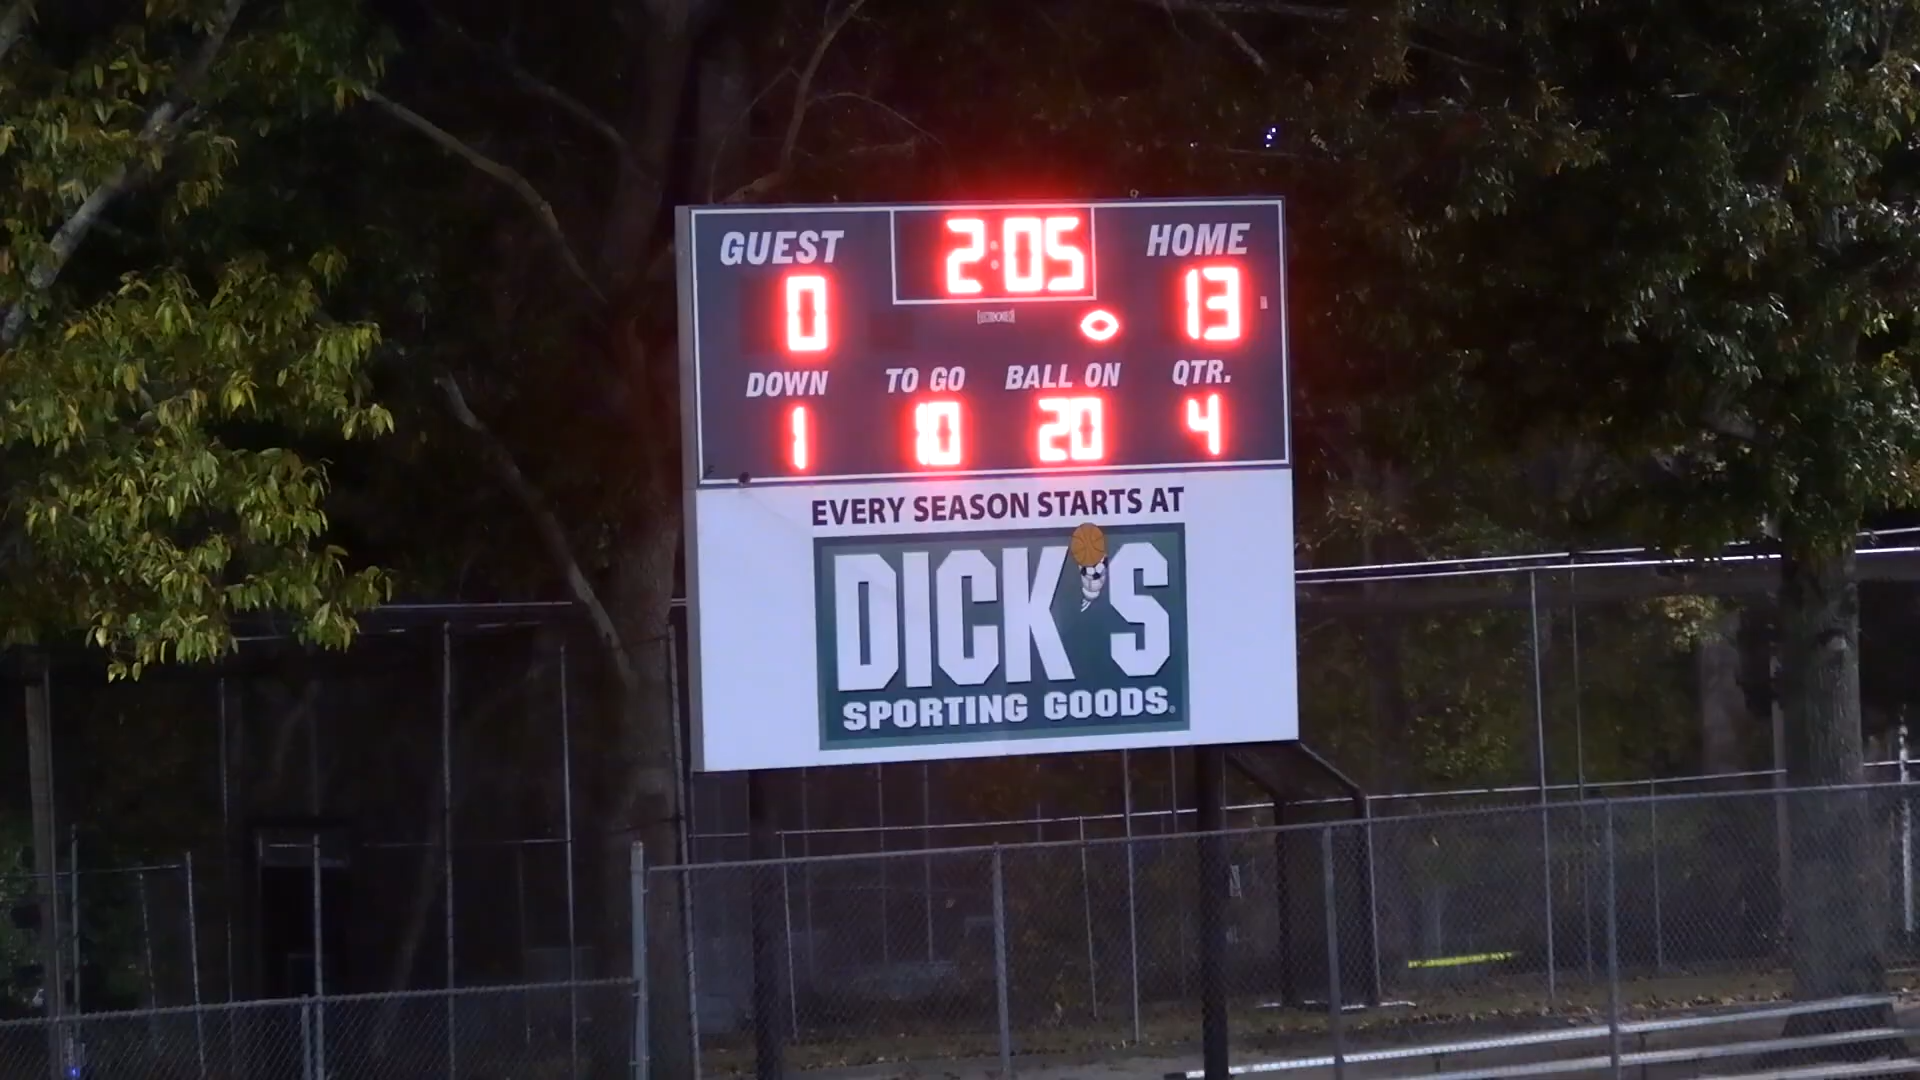 GUEST 2:05 HOME
0 13
DOWN TO GO BALL ON QTR.
1 10 20 4
EVERY SEASON STARTS AT
DICK'S
SPORTING GOODS